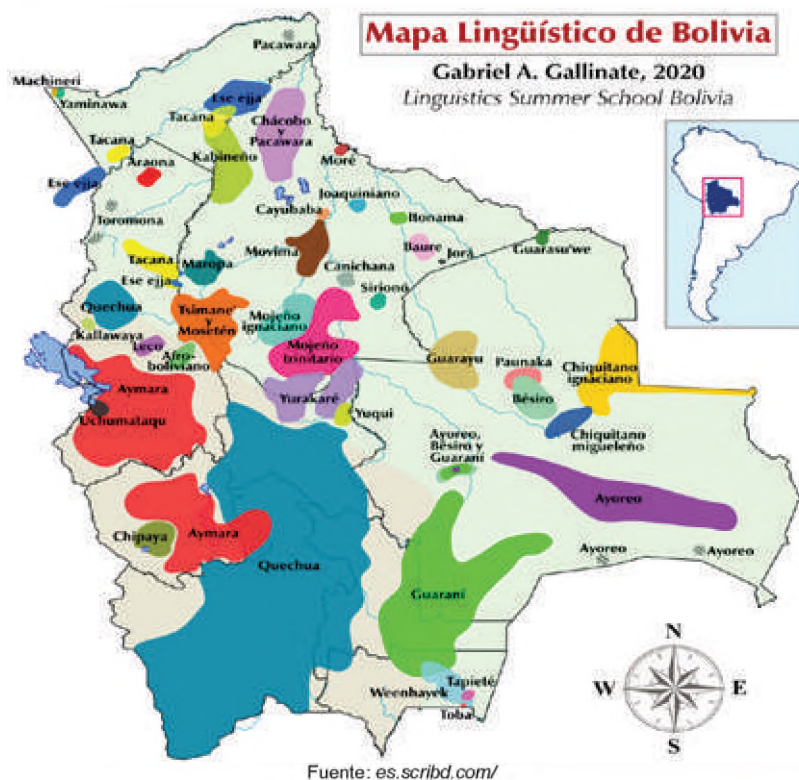 Mapa Lingüístico de Bolivia
Gabriel A. Gallinate, 2020
Linguistics Summer School Bolivia
Pacawara
Machineri
Yaminawa
Ese ejja
Tacana
Chácobo
y
Pacawara
Tacana
Kabineño
Moré
Araona
Ese ejja
Joaquiniano
Cayubaba
Toromona
Bonama
Movima
Baure
Jorá
Guarasu'we
Tacana
Maropa
Canichana
Ese ejja
Sirionó
Quechua
Tsimane'
y
Mosetén
Mojeño
ignaciano
Kallawaya
Leco
Mojeño
trinitario
Afro-
boliviano
Guarayu
Paunaka
Chiquitano
ignaciano
Aymara
Yurakaré
Bésiro
Yuqui
Uchumataqu
Chiquitano
migueleño
Ayoreo,
Bésiro y
Guaraní
Ayoreo
Chipaya
Aymara
Ayoreo
Ayoreo
Quechua
Guaraní
N
W
E
S
Tapieté
Weenhayek
Toba
Fuente: es.scribd.com/